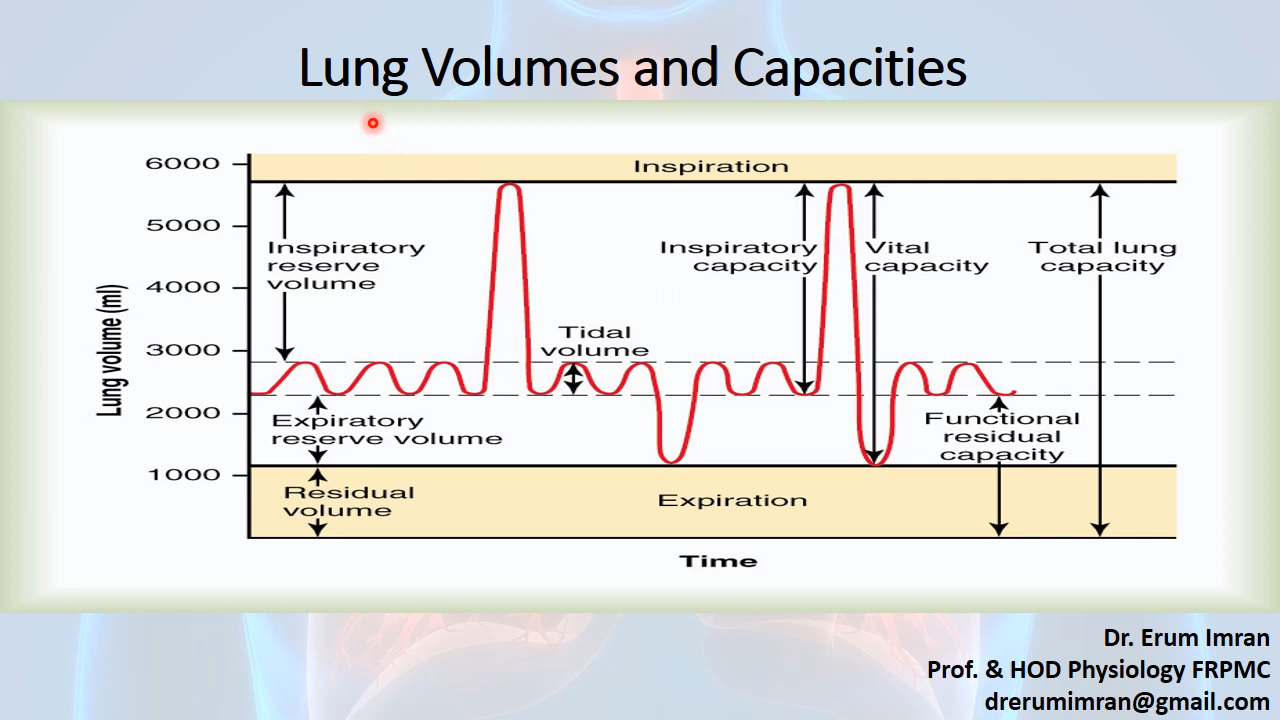 Lung Volumes and Capacities
6000
5000
4000
3000
2000
1000
Lung volume (ml)
Inspiration
Inspiratory
reserve
volume
Tidal
volume
Inspiratory
capacity
Vital
capacity
Total lung
capacity
Expiratory
reserve volume
Functional
residual
capacity
Residual
volume
Expiration
Time
Dr. Erum Imran
Prof. & HOD Physiology FRPMC
drerumimran@gmail.com